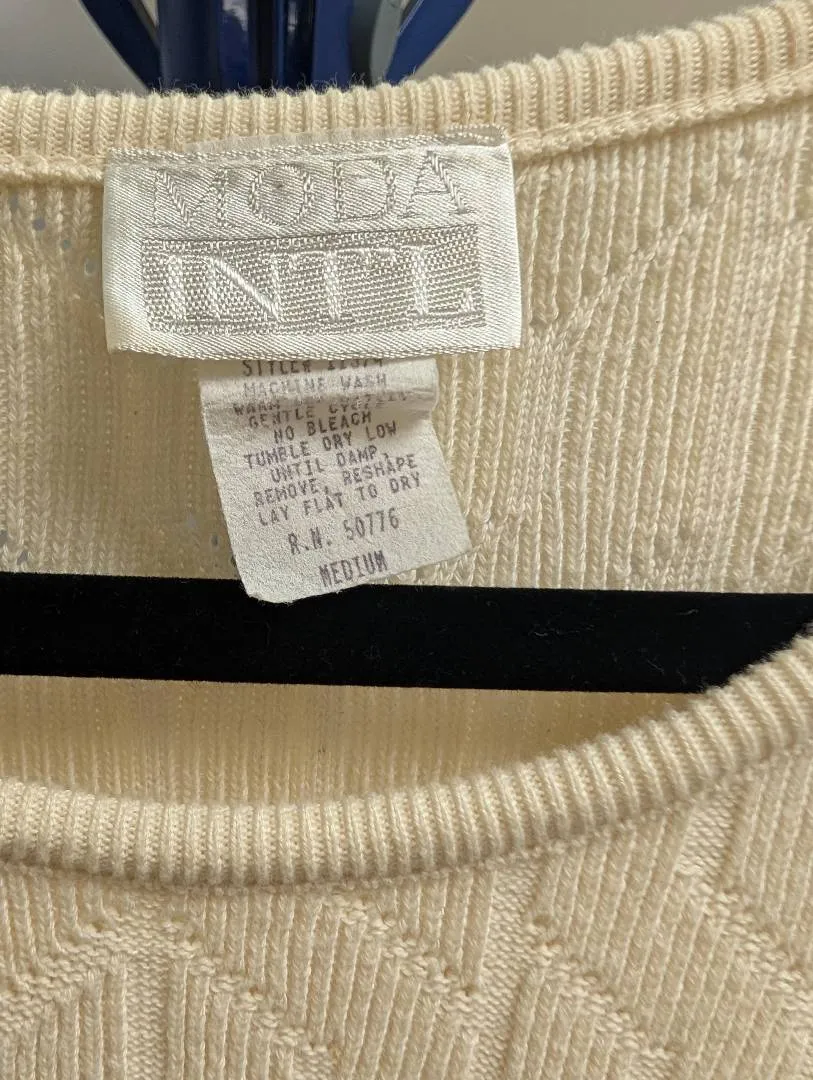 MODA
INT'L
MACHINE WASH
WARM
GENTLE CYCLE
NO BLEACH
TUMBLE DRY LOW
UNTIL DAMP,
REMOVE, RESHAPE
LAY FLAT TO DRY
R.N. 50776
MEDIUM